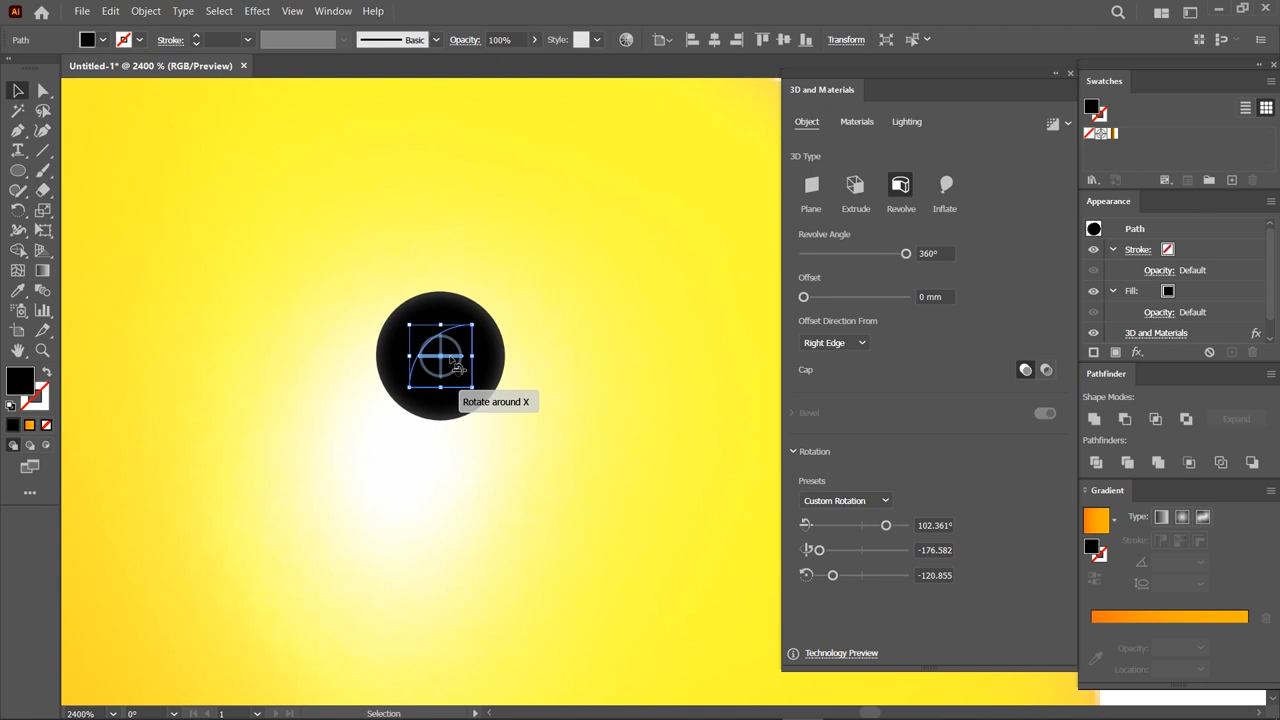 Ai File Edit Object Type Select Effect View Window Help
Path Stroke: Basic Opacity: 100% Style: Transform
Untitled-1* @ 2400 % (RGB/Preview)
Rotate around X
3D and Materials
Object Materials Lighting
3D Type
Plane Extrude Revolve Inflate
Revolve Angle
360°
Offset
0 mm
Offset Direction From
Right Edge
Cap
Bevel
Rotation
Presets
Custom Rotation
102.361°
-176.582
-120.855
Technology Preview
Swatches
Appearance
Path
Stroke:
Opacity: Default
Fill:
Opacity: Default
3D and Materials fx
fx.
Pathfinder
Shape Modes:
Expand
Pathfinders:
Gradient
Type:
Stroke:
Opacity:
Location:
2400% 0° 1 Selection